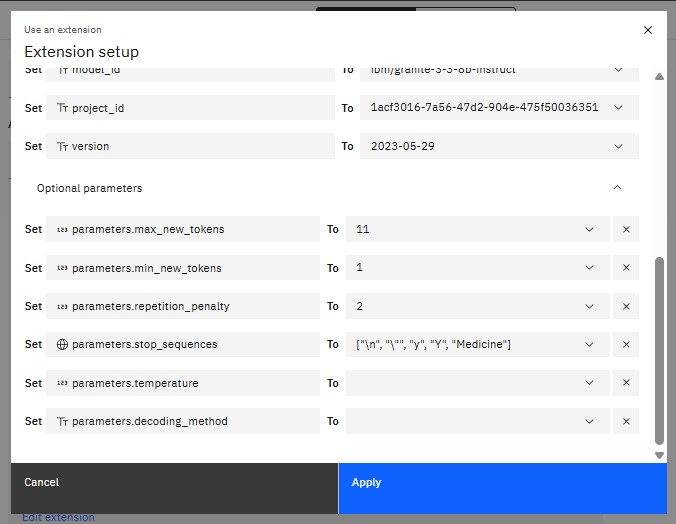 Use an extension
Extension setup
Set model_id To ibm/granite-3-3-8b-instruct
Set project_id To 1acf3016-7a56-47d2-904e-475f50036351
Set version To 2023-05-29
Optional parameters
Set parameters.max_new_tokens To 11
Set parameters.min_new_tokens To 1
Set parameters.repetition_penalty To 2
Set parameters.stop_sequences To ["\n", "\"", "y", "Y", "Medicine"]
Set parameters.temperature To
Set parameters.decoding_method To
Cancel Apply
Edit extension